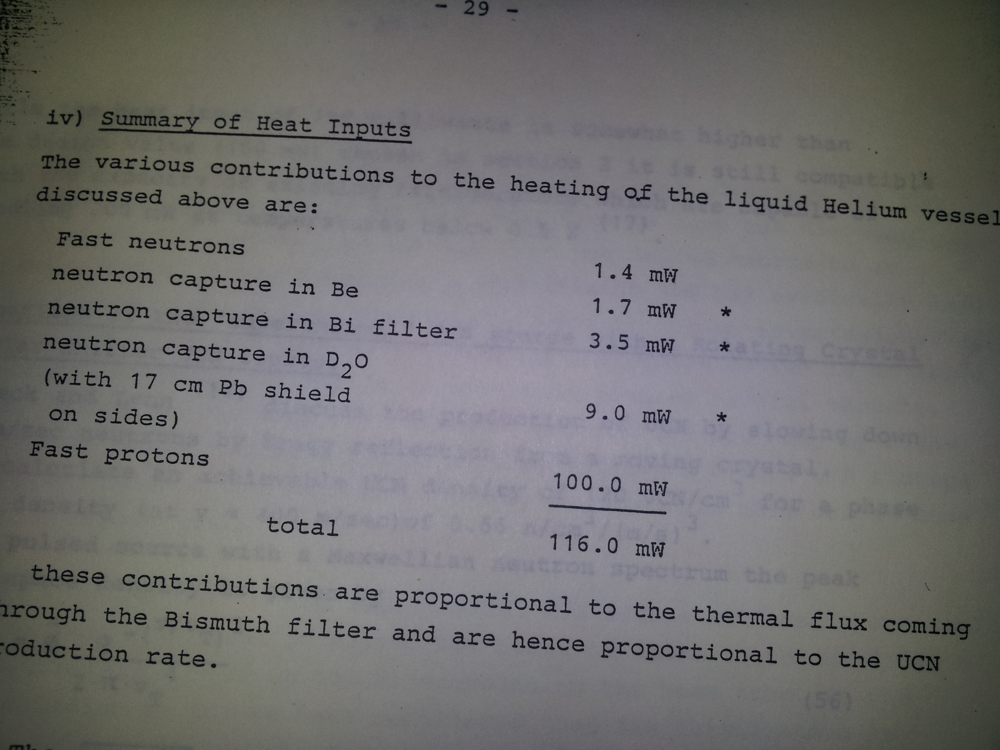 - 29 -
iv) Summary of Heat Inputs
The various contributions to the heating of the liquid Helium vessel
discussed above are:
Fast neutrons 1.4 mW
neutron capture in Be 1.7 mW *
neutron capture in Bi filter 3.5 mW *
neutron capture in D₂O
(with 17 cm Pb shield
on sides) 9.0 mW *
Fast protons 100.0 mW
total 116.0 mW
these contributions are proportional to the thermal flux coming
hrough the Bismuth filter and are hence proportional to the UCN
roduction rate.